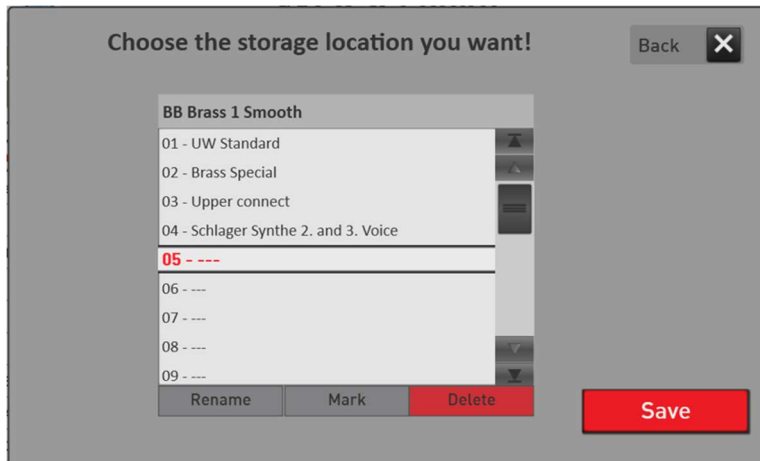 Choose the storage location you want!
Back
BB Brass 1 Smooth
01 - UW Standard
02 - Brass Special
03 - Upper connect
04 - Schlager Synthe 2. and 3. Voice
05 - ---
06 - ---
07 - ---
08 - ---
09 - ---
Rename Mark Delete
Save